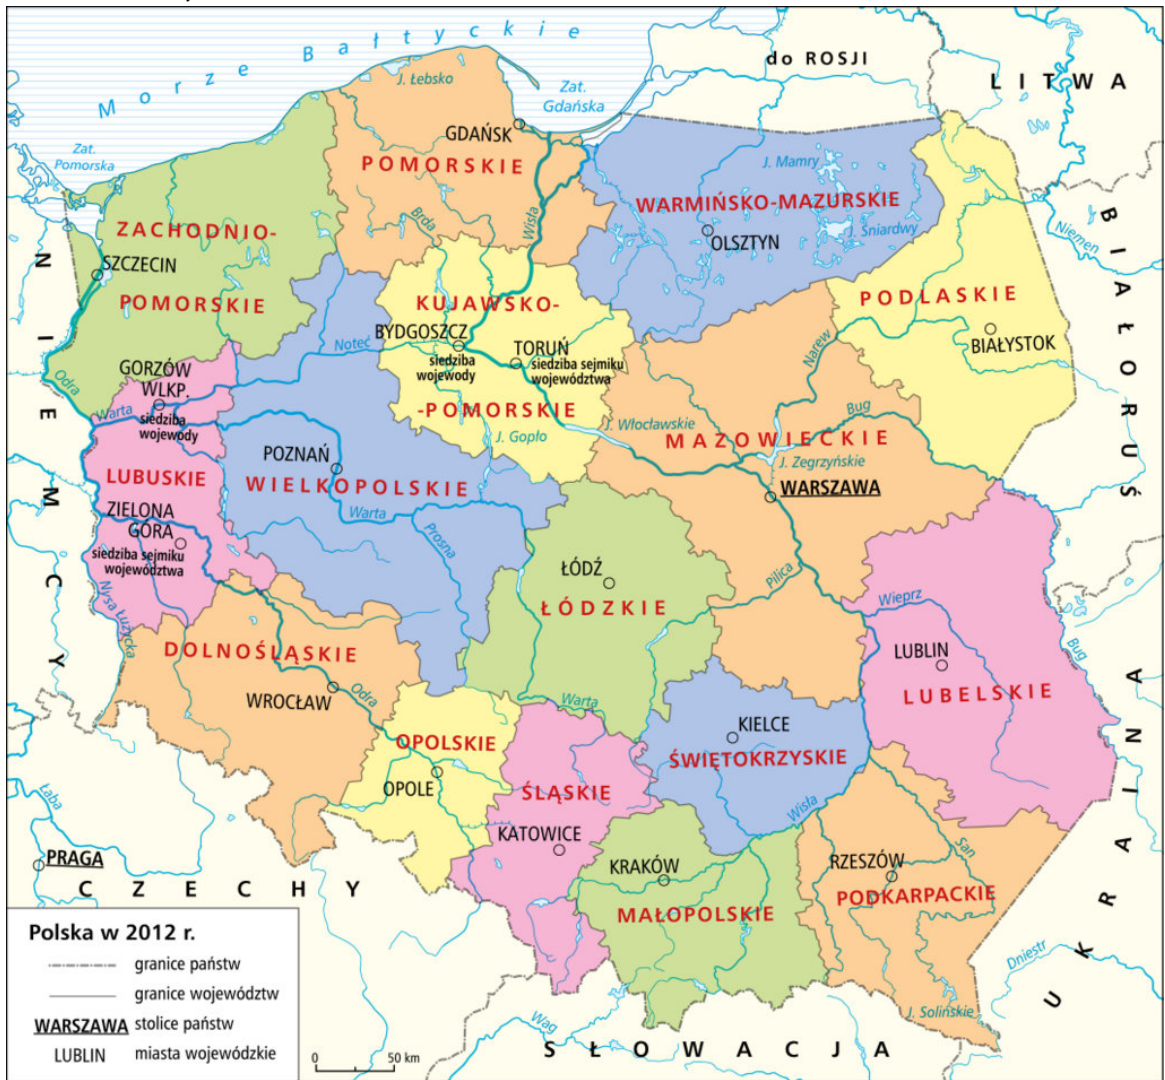 Morze Bałtyckie
do ROSJI
LITWA
J. Łebsko
Zat.
Gdańska
GDAŃSK
Zat.
Pomorska
POMORSKIE
J. Mamry
WARMIŃSKO-MAZURSKIE
J. Śniardwy
OLSZTYN
Niemen
BIAŁORUŚ
ZACHODNIO-
POMORSKIE
SZCZECIN
Brda
Wisła
KUJAWSKO-
-POMORSKIE
BYDGOSZCZ
siedziba
wojewody
TORUŃ
siedziba sejmiku
województwa
PODLASKIE
BIAŁYSTOK
Narew
NIEMCY
Noteć
GORZÓW
WLKP.
siedziba
wojewody
Odra
Warta
J. Gopło
J. Włocławskie
Bug
MAZOWIECKIE
J. Zegrzyńskie
WARSZAWA
LUBUSKIE
ZIELONA
GÓRA
siedziba sejmiku
województwa
POZNAŃ
WIELKOPOLSKIE
Warta
Prosna
Nysa Łużycka
ŁÓDŹ
ŁÓDZKIE
Pilica
Wieprz
LUBLIN
LUBELSKIE
Bug
UKRAINA
DOLNOŚLĄSKIE
WROCŁAW
Odra
Warta
OPOLSKIE
OPOLE
ŚLĄSKIE
KATOWICE
KIELCE
ŚWIĘTOKRZYSKIE
Wisła
KRAKÓW
MAŁOPOLSKIE
RZESZÓW
San
PODKARPACKIE
J. Solińskie
Dniestr
Łaba
PRAGA
CZECHY
Wag
SŁOWACJA
Polska w 2012 r.
granice państw
granice województw
WARSZAWA stolice państw
LUBLIN miasta wojewódzkie
0 50 km